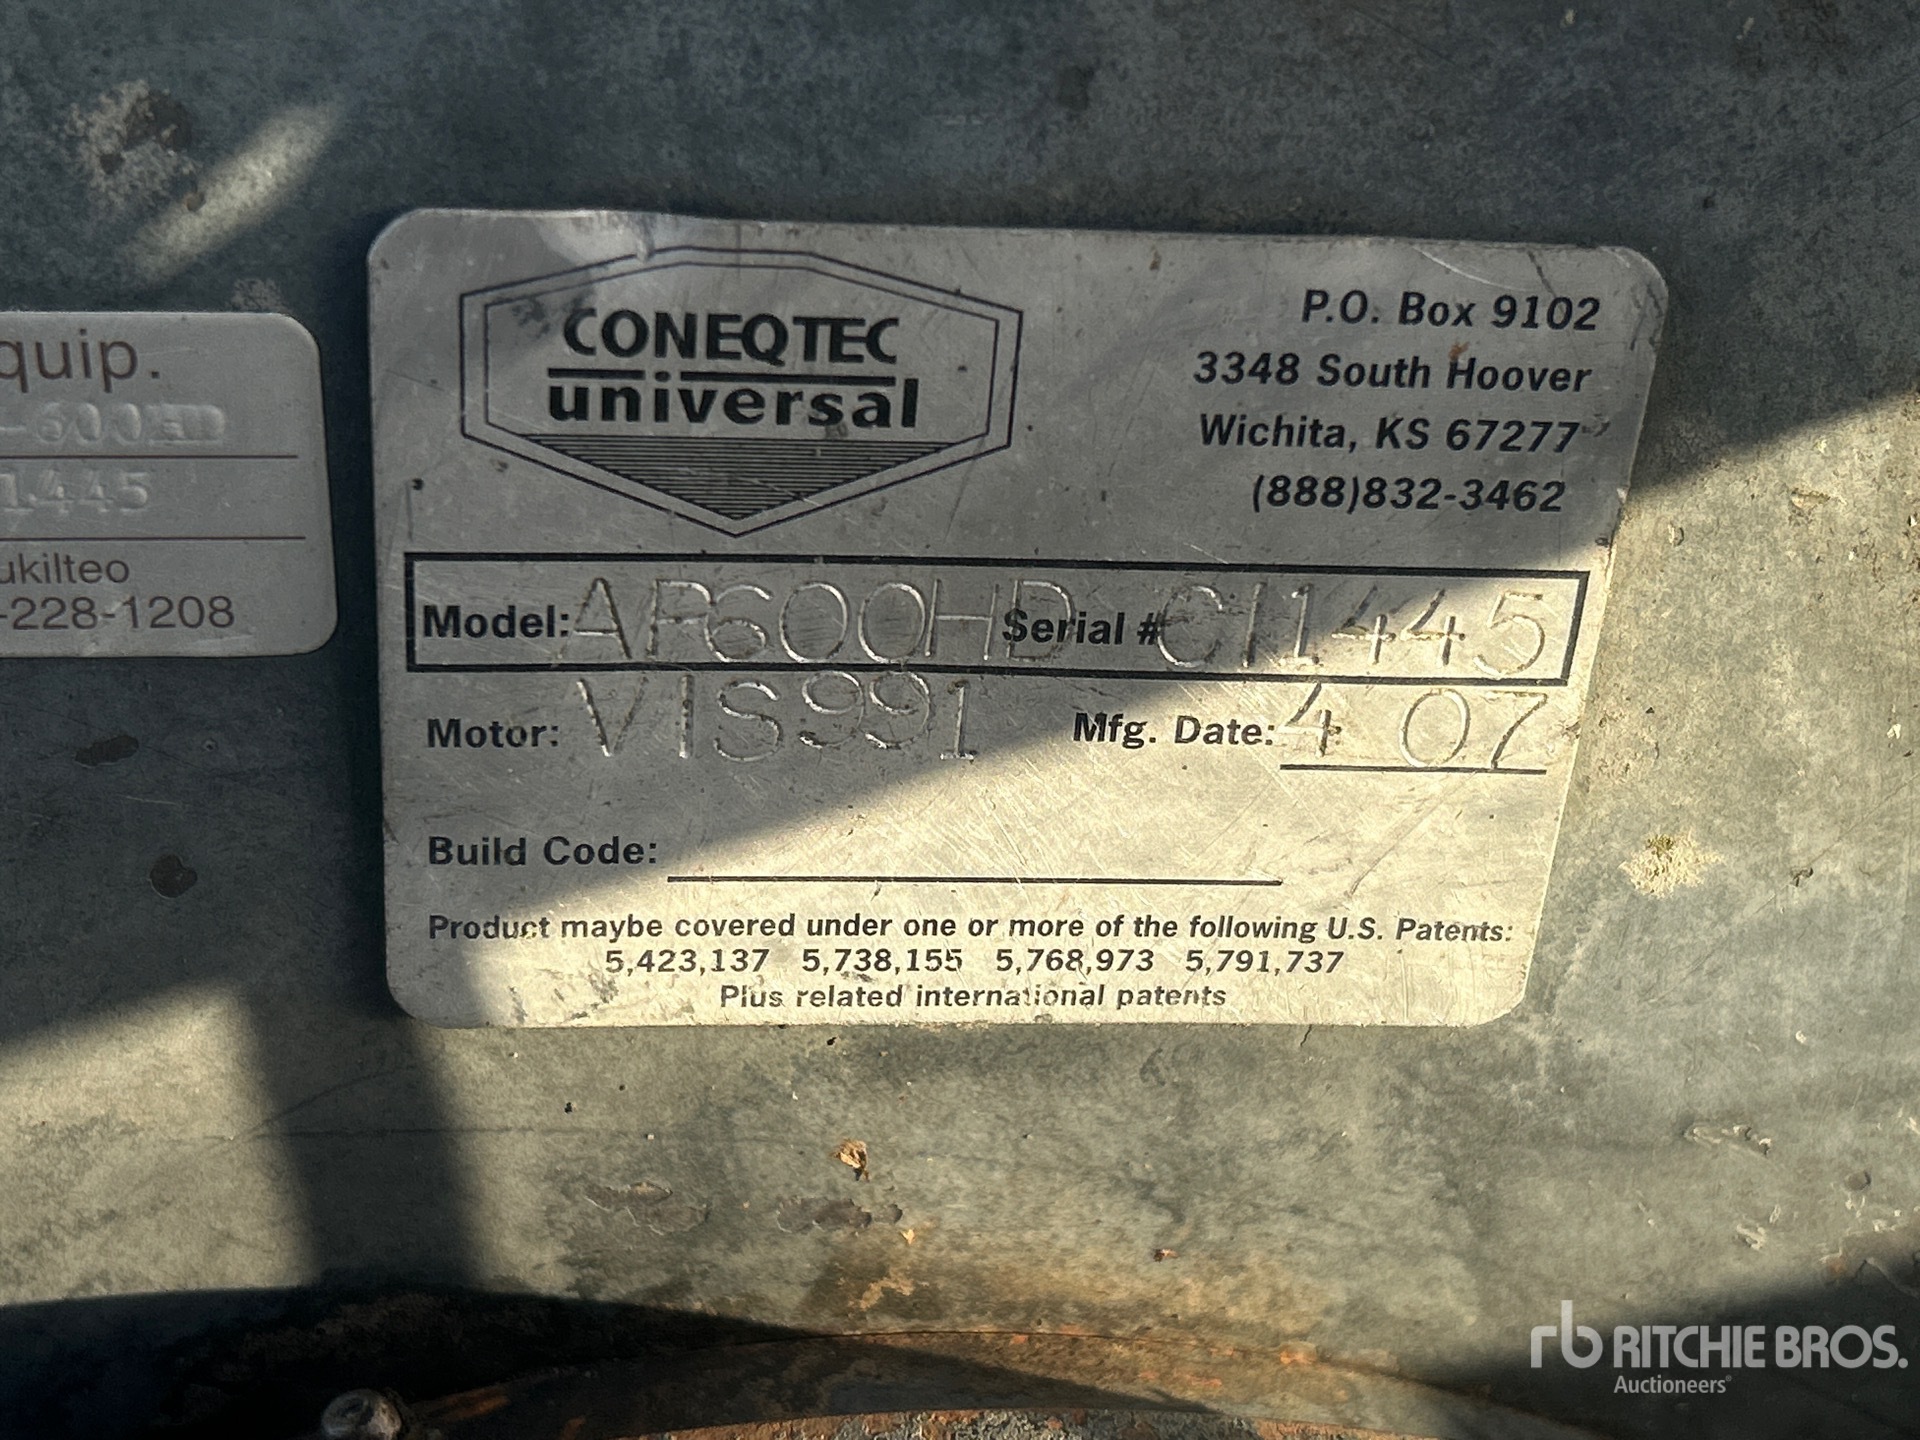 quip.
-600HD
1445
ukilteo
-228-1208
CONEQTEC
universal
P.O. Box 9102
3348 South Hoover
Wichita, KS 67277
(888)832-3462
Model: AP600HD Serial # C11445
Motor: VIS991 Mfg. Date: 4 07
Build Code:
Product maybe covered under one or more of the following U.S. Patents:
5,423,137 5,738,155 5,768,973 5,791,737
Plus related international patents
rb RITCHIE BROS.
Auctioneers